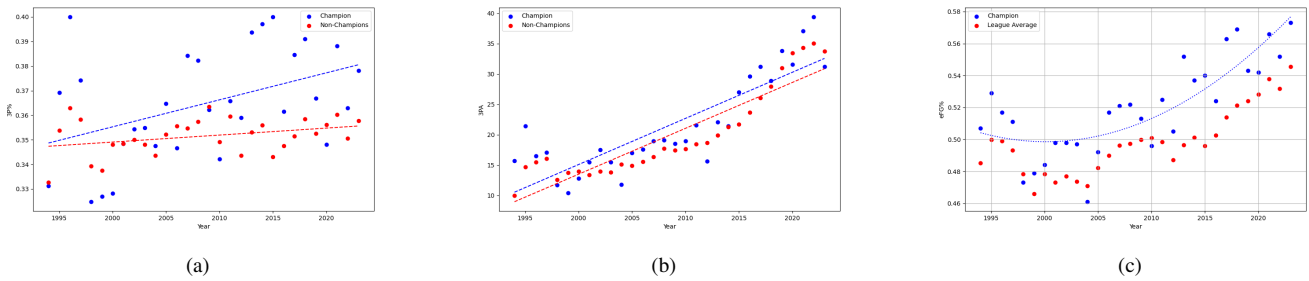 0.40
0.39
0.38
0.37
0.36
0.35
0.34
0.33
3P%
1995
2000
2005
2010
2015
2020
Year
Champion
Non-Champions
(a)
40
35
30
25
20
15
10
3PA
1995
2000
2005
2010
2015
2020
Year
Champion
Non-Champions
(b)
0.58
0.56
0.54
0.52
0.50
0.48
0.46
eFG%
1995
2000
2005
2010
2015
2020
Year
Champion
League Average
(c)